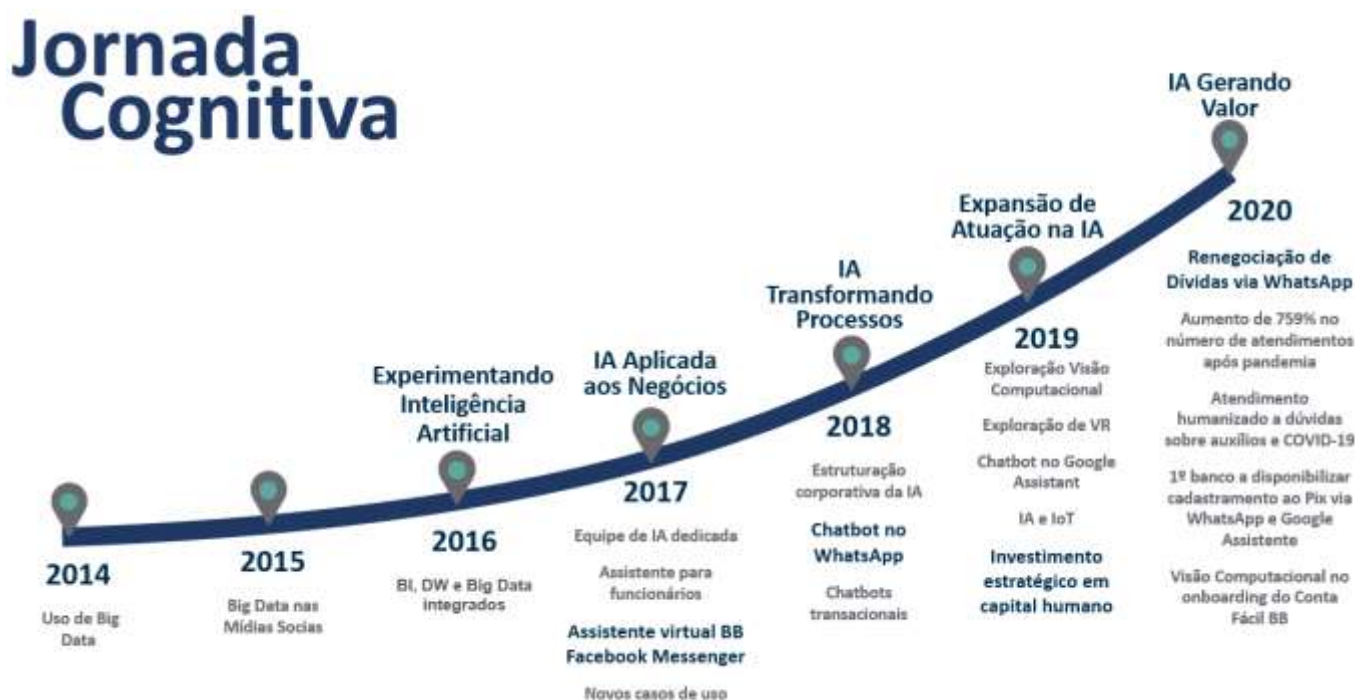 Jornada
Cognitiva
2014
Uso de Big
Data
2015
Big Data nas
Mídias Socias
Experimentando
Inteligência
Artificial
2016
BI, DW e Big Data
integrados
IA Aplicada
aos Negócios
2017
Equipe de IA dedicada
Assistente para
funcionários
Assistente virtual BB
Facebook Messenger
Novos casos de uso
IA
Transformando
Processos
2018
Estruturação
corporativa da IA
Chatbot no
WhatsApp
Chatbots
transacionais
Expansão de
Atuação na IA
2019
Exploração Visão
Computacional
Exploração de VR
Chatbot no Google
Assistant
IA e IoT
Investimento
estratégico em
capital humano
IA Gerando
Valor
2020
Renegociação de
Dívidas via WhatsApp
Aumento de 759% no
número de atendimentos
após pandemia
Atendimento
humanizado a dúvidas
sobre auxílios e COVID-19
1º banco a disponibilizar
cadastramento ao Pix via
WhatsApp e Google
Assistente
Visão Computacional no
onboarding do Conta
Fácil BB